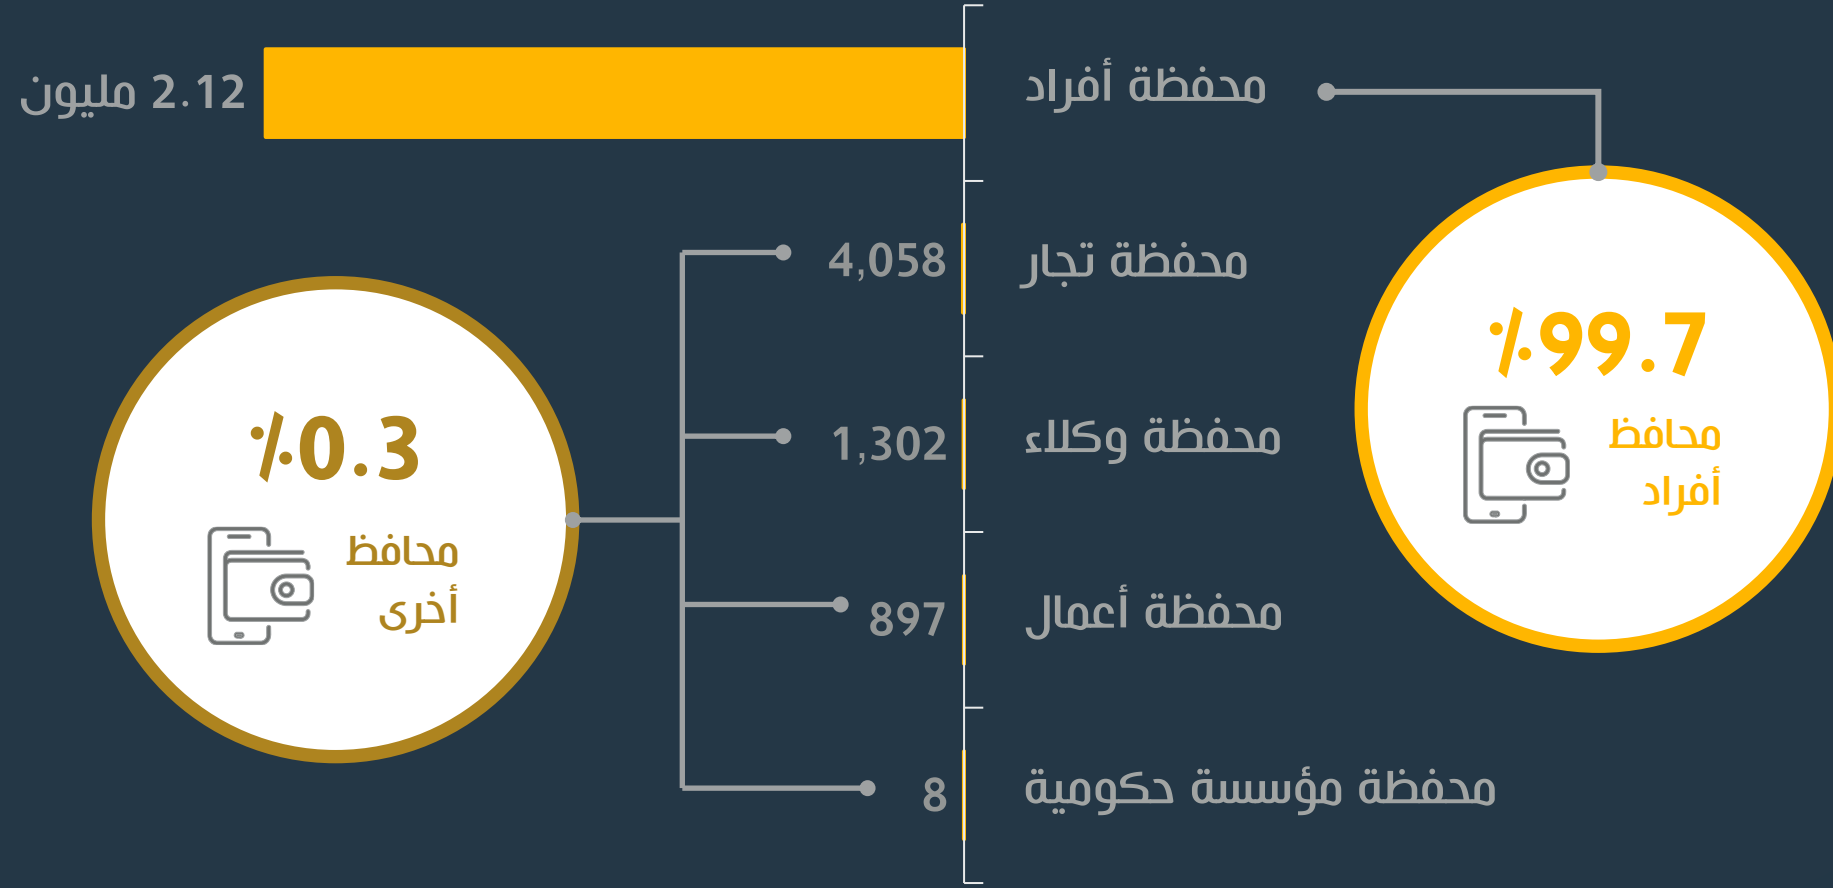 محفظة أفراد
2.12 مليون
محفظة تجار
4,058
محفظة وكلاء
1,302
محفظة أعمال
897
محفظة مؤسسة حكومية
8
٪99.7
محافظ
أفراد
٪0.3
محافظ
أخرى